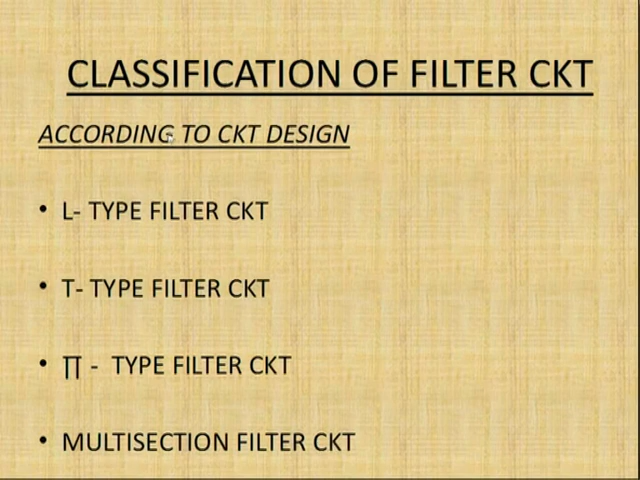 CLASSIFICATION OF FILTER CKT
ACCORDING TO CKT DESIGN
• L- TYPE FILTER CKT
• T- TYPE FILTER CKT
• ∏ - TYPE FILTER CKT
• MULTISECTION FILTER CKT